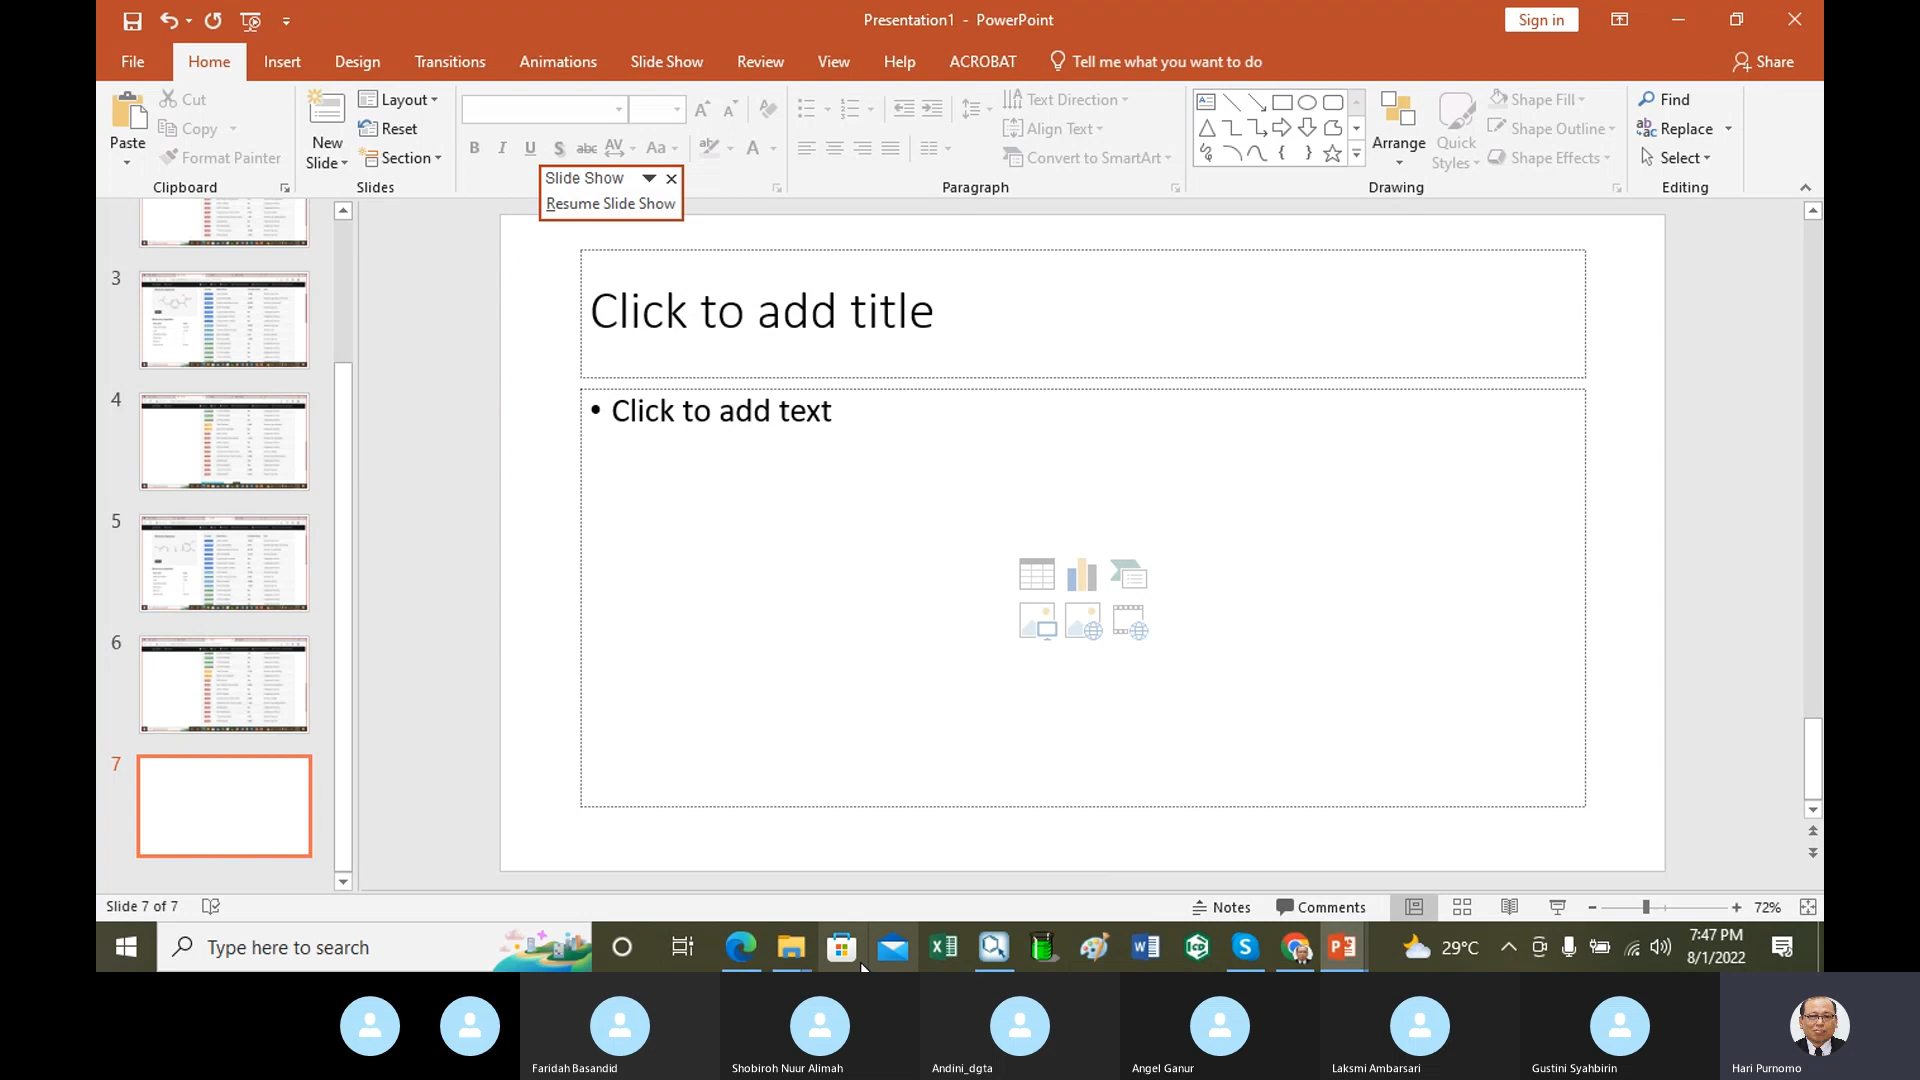 Presentation1 - PowerPoint
Sign in
File
Home
Insert
Design
Transitions
Animations
Slide Show
Review
View
Help
ACROBAT
Tell me what you want to do
Share
Paste
Cut
Copy
Format Painter
Clipboard
New
Slide
Layout
Reset
Section
Slides
B I U S abc AV Aa A
Text Direction
Align Text
Convert to SmartArt
Paragraph
Arrange
Quick
Styles
Shape Fill
Shape Outline
Shape Effects
Drawing
Find
Replace
Select
Editing
Slide Show
Resume Slide Show
3
4
5
6
7
Click to add title
• Click to add text
Slide 7 of 7
Notes
Comments
72%
Type here to search
29°C
7:47 PM
8/1/2022
Faridah Basandid
Shobiroh Nuur Alimah
Andini_dgta
Angel Ganur
Laksmi Ambarsari
Gustini Syahbirin
Hari Purnomo